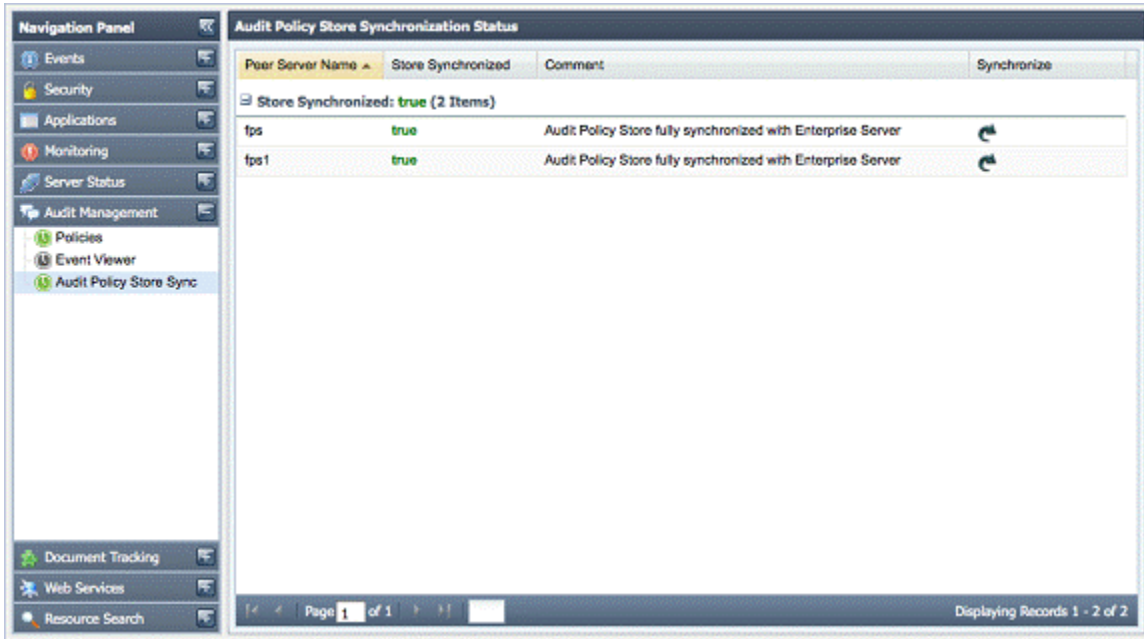 Navigation Panel
Events
Security
Applications
Monitoring
Server Status
Audit Management
Policies
Event Viewer
Audit Policy Store Sync
Document Tracking
Web Services
Resource Search
Audit Policy Store Synchronization Status
Peer Server Name Store Synchronized Comment Synchronize
Store Synchronized: true (2 Items)
fps true Audit Policy Store fully synchronized with Enterprise Server
fps1 true Audit Policy Store fully synchronized with Enterprise Server
Page 1 of 1 Displaying Records 1 - 2 of 2